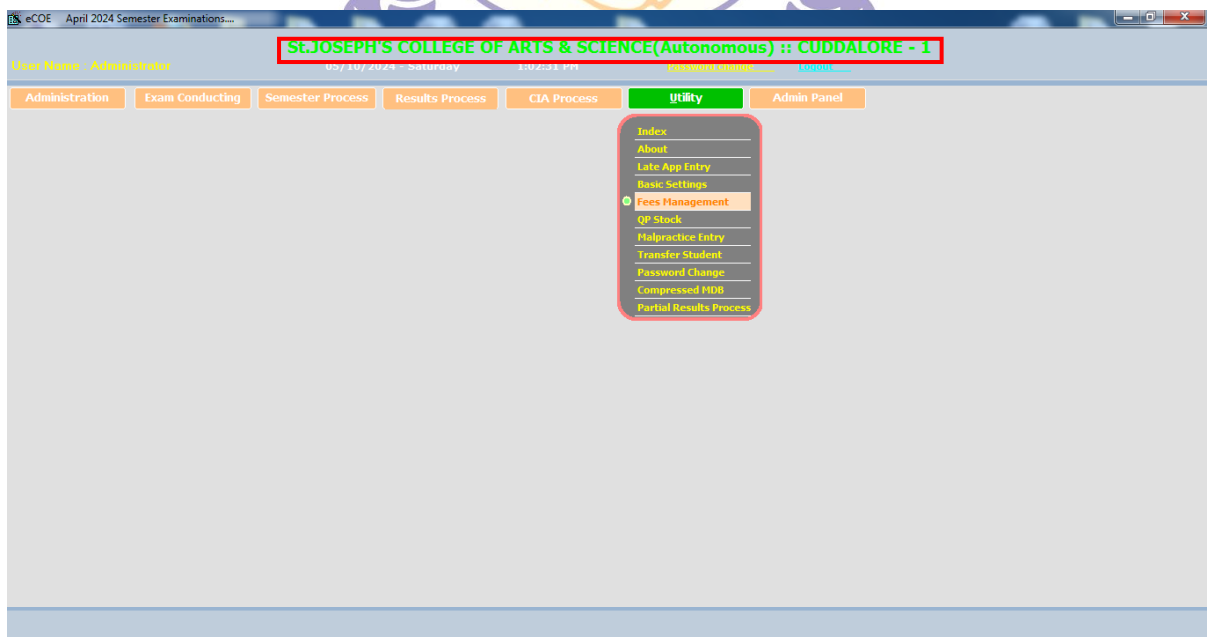 eCOE April 2024 Semester Examinations....
St.JOSEPH'S COLLEGE OF ARTS & SCIENCE(Autonomous) :: CUDDALORE - 1
User Name : Administrator 05/10/2024 - Saturday 1:02:31 PM Password Change Logout
Administration Exam Conducting Semester Process Results Process CIA Process Utility Admin Panel
Index
About
Late App Entry
Basic Settings
Fees Management
QP Stock
Malpractice Entry
Transfer Student
Password Change
Compressed MDB
Partial Results Process